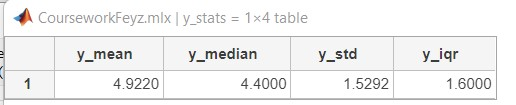 CourseworkFeyz.mlx | y_stats = 1×4 table
y_mean y_median y_std y_iqr
1 4.9220 4.4000 1.5292 1.6000